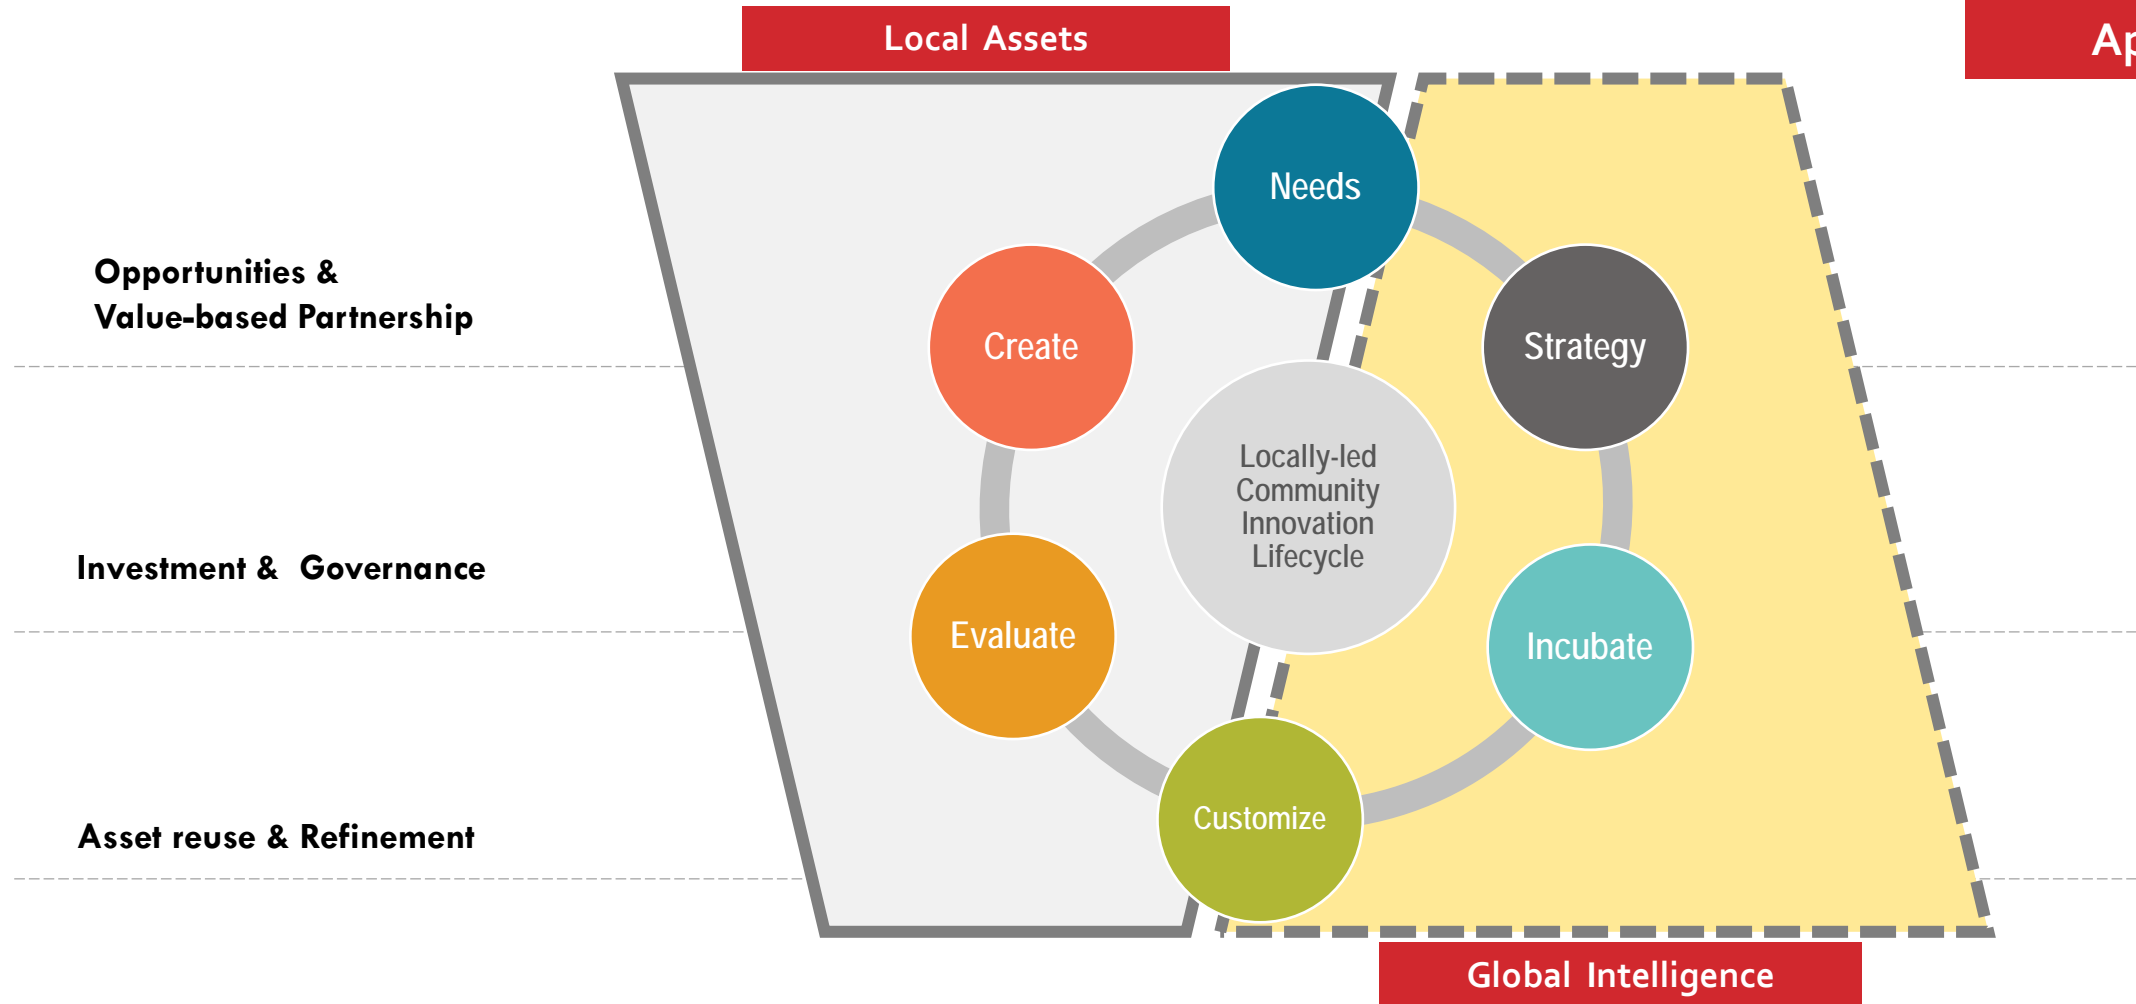 Local Assets
Needs
Opportunities &
Value-based Partnership
Create
Strategy
Locally-led
Community
Innovation
Lifecycle
Investment & Governance
Evaluate
Incubate
Customize
Asset reuse & Refinement
Global Intelligence